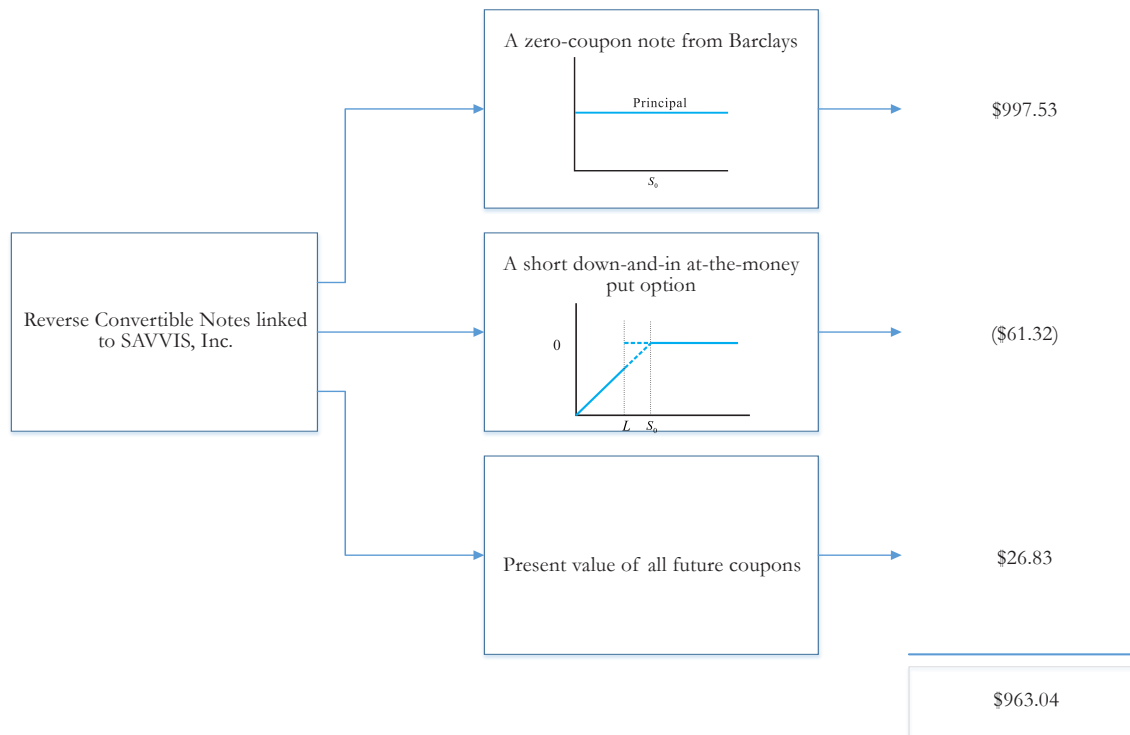 A zero-coupon note from Barclays
Principal
S₀
$997.53
Reverse Convertible Notes linked
to SAVVIS, Inc.
A short down-and-in at-the-money
put option
0
L S₀
($61.32)
Present value of all future coupons
$26.83
$963.04